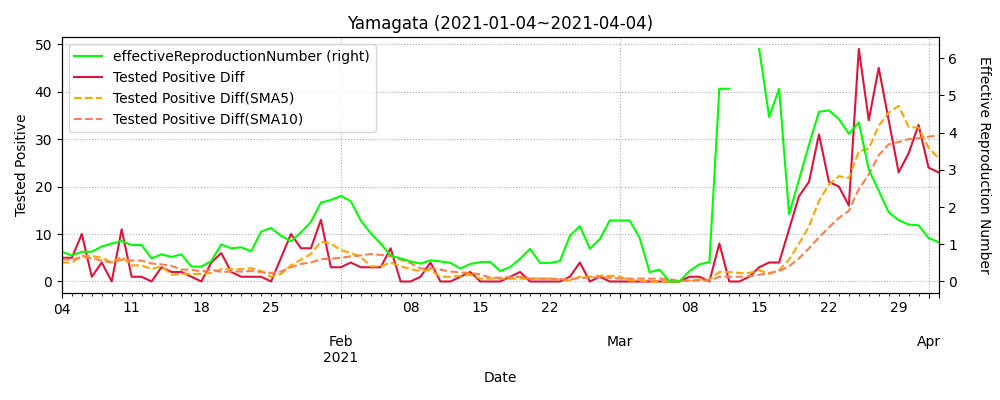 Yamagata (2021-01-04~2021-04-04)
effectiveReproductionNumber (right)
Tested Positive Diff
Tested Positive Diff(SMA5)
Tested Positive Diff(SMA10)
Tested Positive
50
40
30
20
10
0
Effective Reproduction Number
6
5
4
3
2
1
0
04 11 18 25 08 15 22 08 15 22 29
Feb Mar Apr
2021
Date